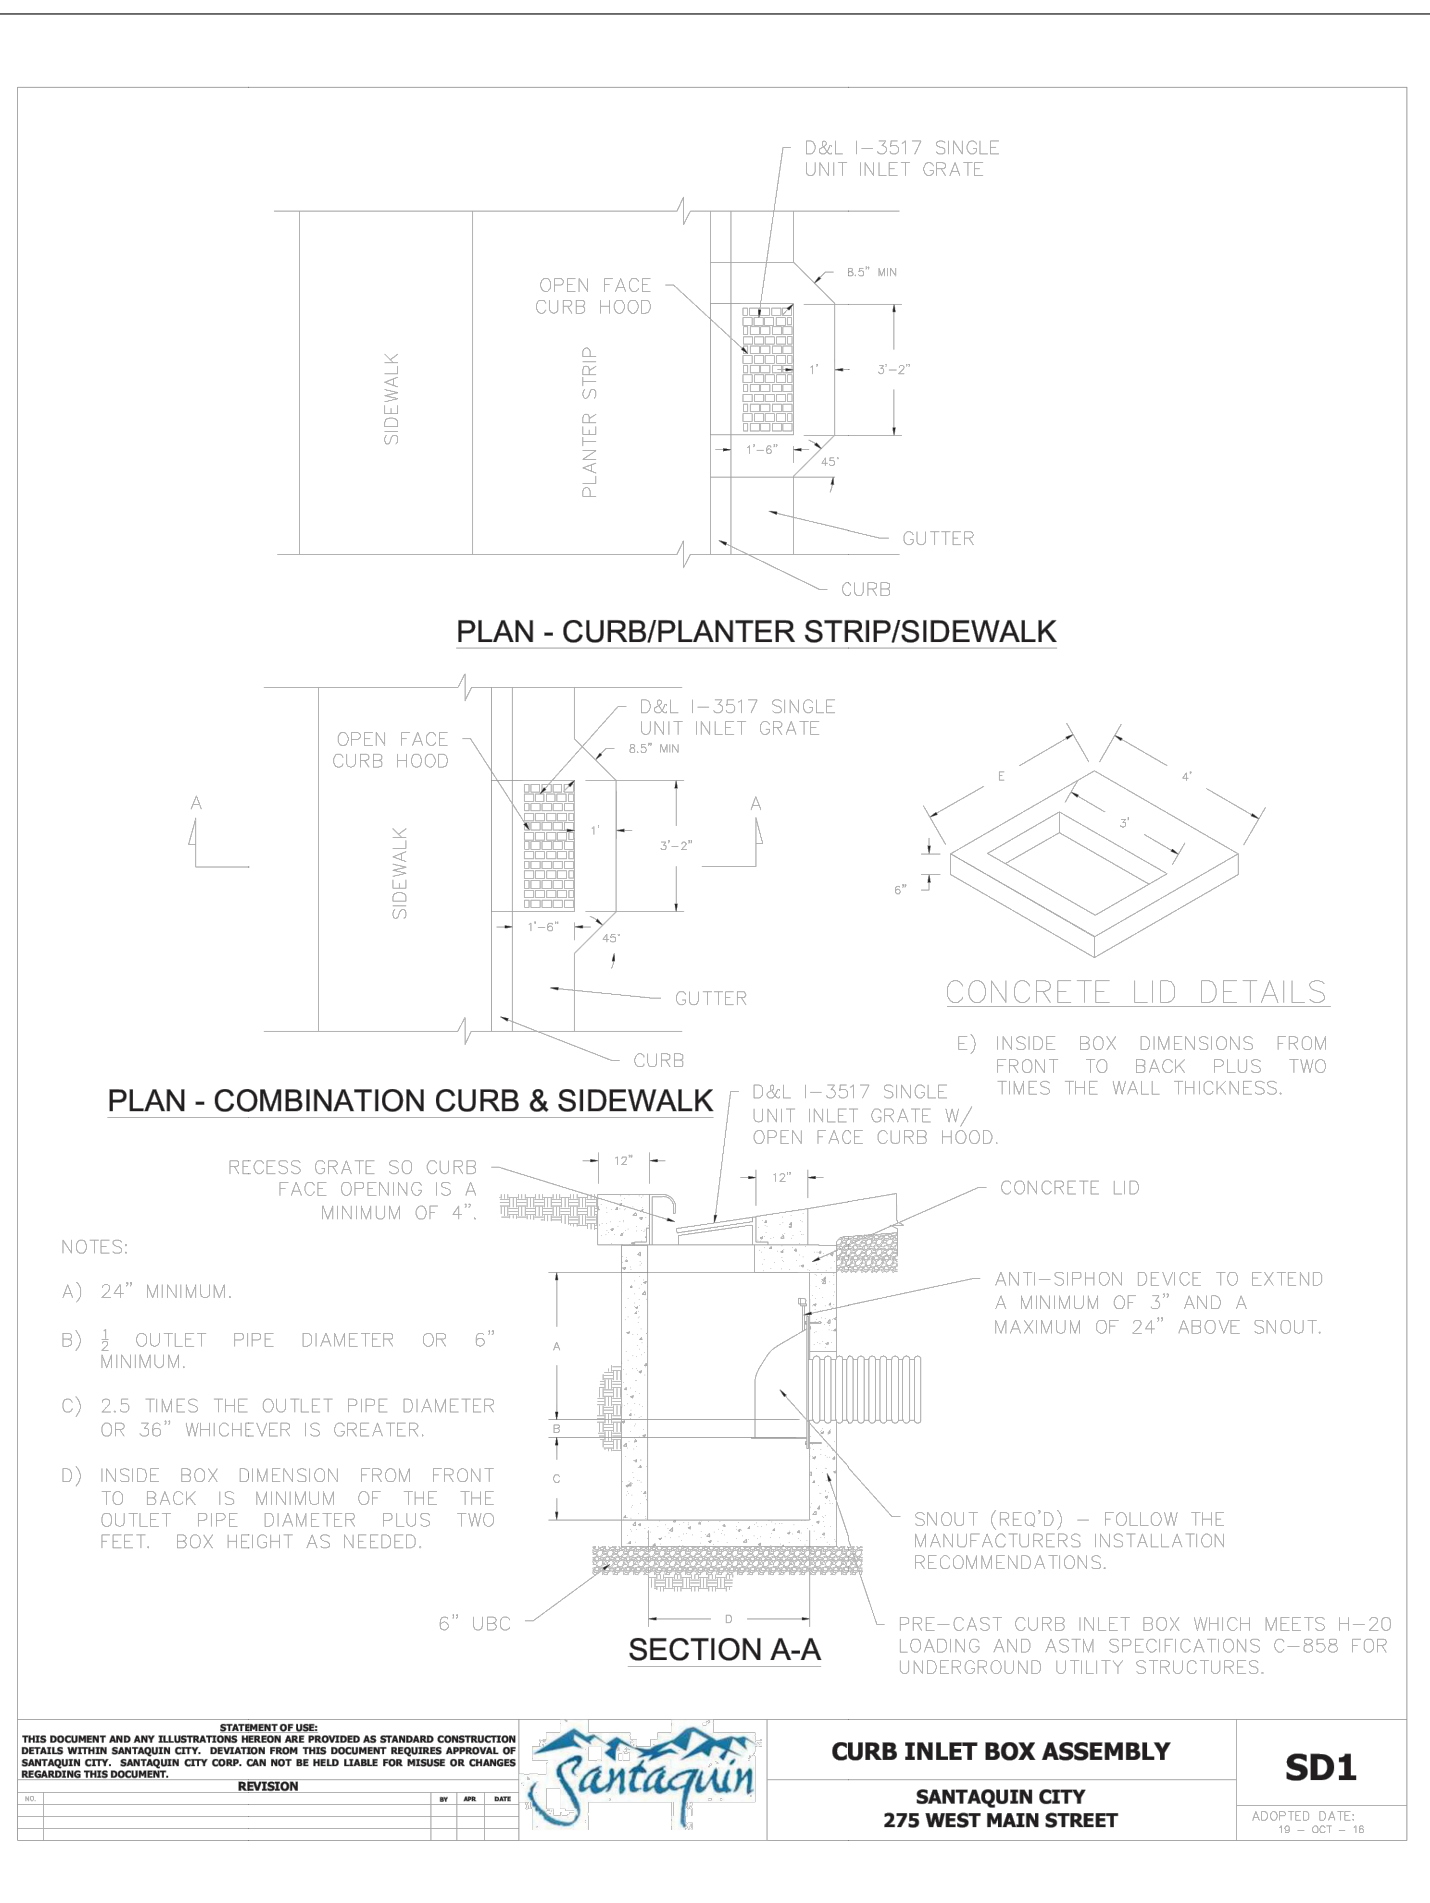 D&L I-3517 SINGLE
UNIT INLET GRATE
8.5" MIN
OPEN FACE
CURB HOOD
SIDEWALK
PLANTER STRIP
1'
3'-2"
1'-6"
45°
GUTTER
CURB
PLAN - CURB/PLANTER STRIP/SIDEWALK
D&L I-3517 SINGLE
UNIT INLET GRATE
8.5" MIN
OPEN FACE
CURB HOOD
A
A
SIDEWALK
1'
3'-2"
1'-6"
45°
GUTTER
CURB
PLAN - COMBINATION CURB & SIDEWALK
E
4'
3'
6"
CONCRETE LID DETAILS
E) INSIDE BOX DIMENSIONS FROM
FRONT TO BACK PLUS TWO
TIMES THE WALL THICKNESS.
D&L I-3517 SINGLE
UNIT INLET GRATE W/
OPEN FACE CURB HOOD.
RECESS GRATE SO CURB
FACE OPENING IS A
MINIMUM OF 4".
12"
12"
CONCRETE LID
NOTES:
A) 24" MINIMUM.
B) ½ OUTLET PIPE DIAMETER OR 6"
MINIMUM.
C) 2.5 TIMES THE OUTLET PIPE DIAMETER
OR 36" WHICHEVER IS GREATER.
D) INSIDE BOX DIMENSION FROM FRONT
TO BACK IS MINIMUM OF THE THE
OUTLET PIPE DIAMETER PLUS TWO
FEET. BOX HEIGHT AS NEEDED.
ANTI-SIPHON DEVICE TO EXTEND
A MINIMUM OF 3" AND A
MAXIMUM OF 24" ABOVE SNOUT.
A
B
C
D
SNOUT (REQ'D) - FOLLOW THE
MANUFACTURERS INSTALLATION
RECOMMENDATIONS.
6" UBC
PRE-CAST CURB INLET BOX WHICH MEETS H-20
LOADING AND ASTM SPECIFICATIONS C-858 FOR
UNDERGROUND UTILITY STRUCTURES.
SECTION A-A
STATEMENT OF USE:
THIS DOCUMENT AND ANY ILLUSTRATIONS HEREON ARE PROVIDED AS STANDARD CONSTRUCTION
DETAILS WITHIN SANTAQUIN CITY. DEVIATION FROM THIS DOCUMENT REQUIRES APPROVAL OF
SANTAQUIN CITY. SANTAQUIN CITY CORP. CAN NOT BE HELD LIABLE FOR MISUSE OR CHANGES
REGARDING THIS DOCUMENT.
REVISION
NO. BY APR DATE
Santaquin
CURB INLET BOX ASSEMBLY
SANTAQUIN CITY
275 WEST MAIN STREET
SD1
ADOPTED DATE:
19 - OCT - 16